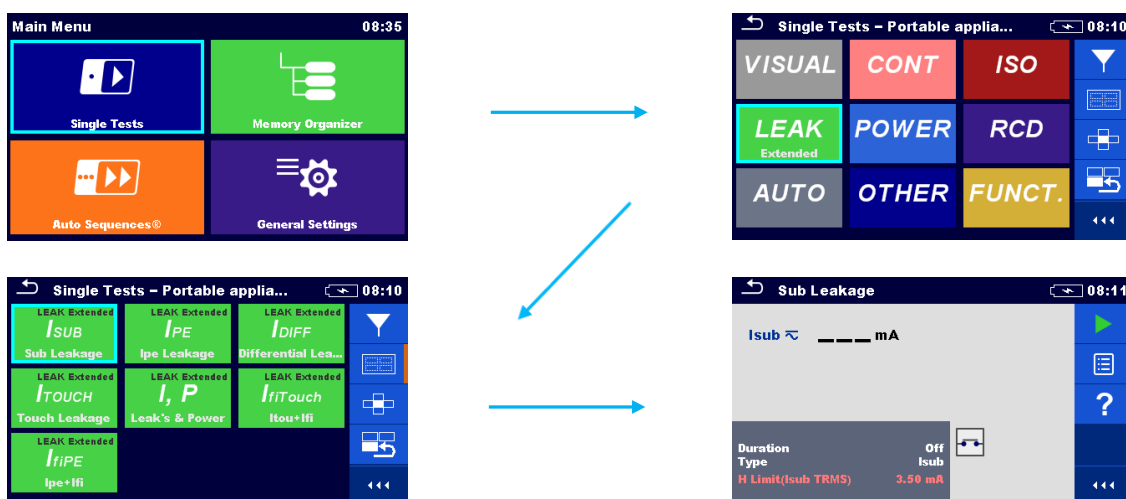 Main Menu 08:35
Single Tests Memory Organizer
Auto Sequences® General Settings
Single Tests – Portable applia... 08:10
VISUAL CONT ISO
LEAK POWER RCD
Extended
AUTO OTHER FUNCT.
Single Tests – Portable applia... 08:10
LEAK Extended LEAK Extended LEAK Extended
ISUB IPE IDIFF
Sub Leakage Ipe Leakage Differential Lea...
LEAK Extended LEAK Extended LEAK Extended
ITOUCH I, P IfiTouch
Touch Leakage Leak's & Power Itou+Ifi
LEAK Extended
IfiPE
Ipe+Ifi
Sub Leakage 08:11
Isub ⏦ ___ mA
?
Duration Off
Type Isub
H Limit(Isub TRMS) 3.50 mA